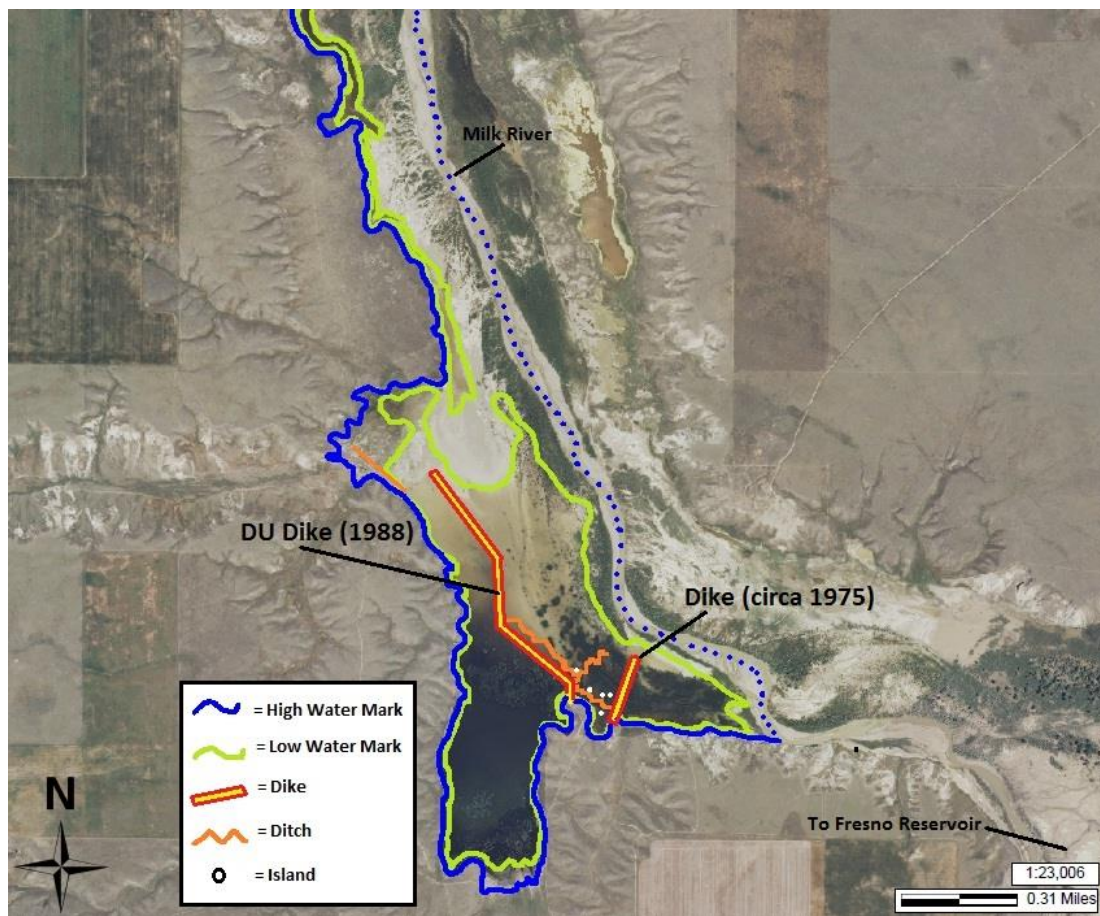 Milk River
DU Dike (1988)
Dike (circa 1975)
= High Water Mark
= Low Water Mark
= Dike
= Ditch
= Island
N
To Fresno Reservoir
1:23,006
0.31 Miles